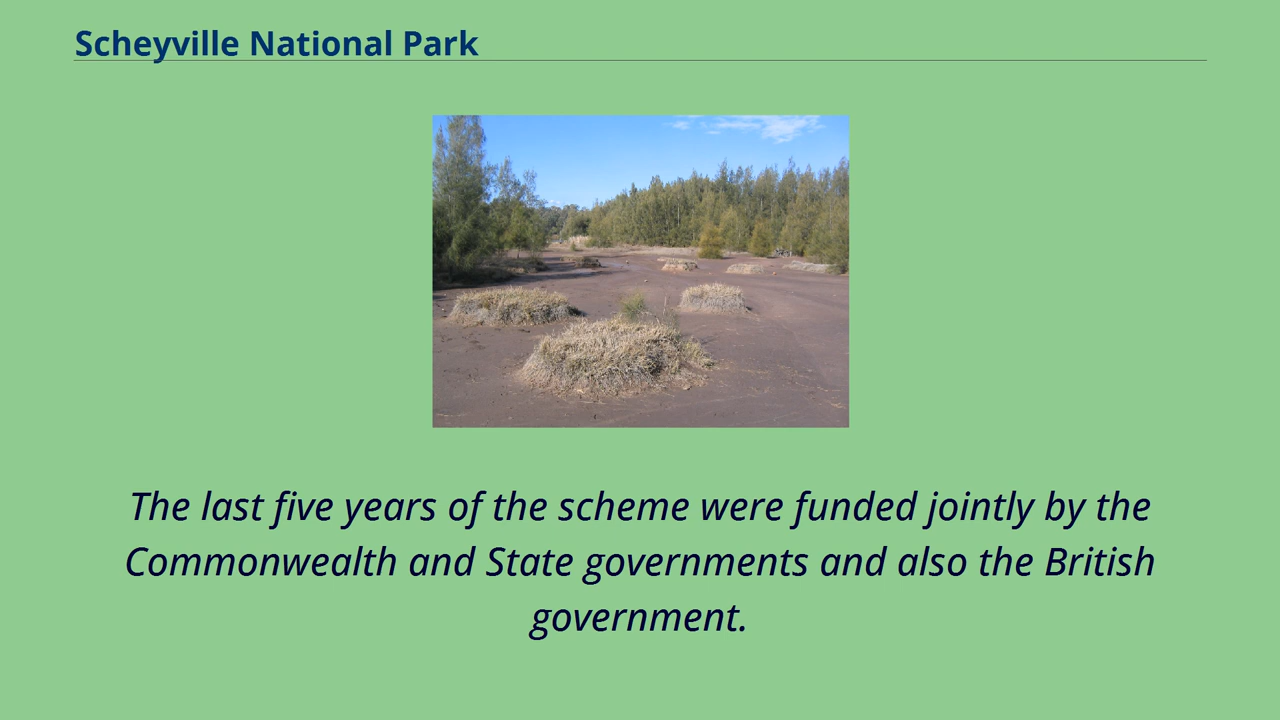 Scheyville National Park
The last five years of the scheme were funded jointly by the
Commonwealth and State governments and also the British
government.